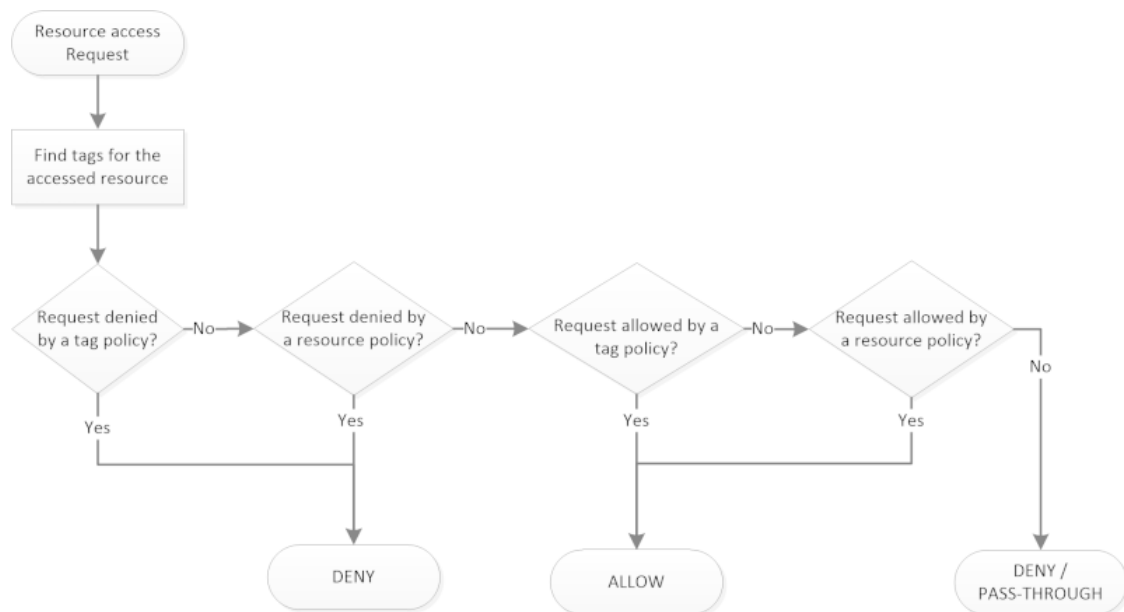 Resource access
Request
Find tags for the
accessed resource
Request denied
by a tag policy?
No
Request denied by
a resource policy?
No
Request allowed by a
tag policy?
No
Request allowed by
a resource policy?
No
Yes
Yes
Yes
Yes
DENY
ALLOW
DENY /
PASS-THROUGH